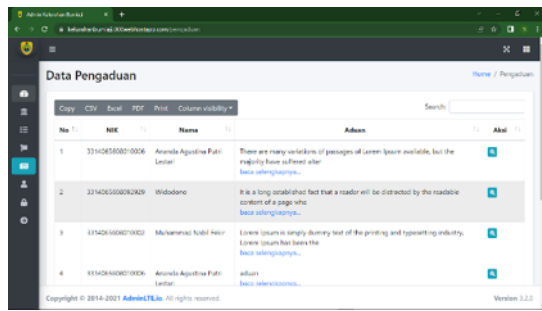 Data Pengaduan
Home / Pengaduan
Copy CSV Excel PDF Print Column visibility
Search:
No NIK Nama Aduan Aksi
1 Ananda Agustina Putri Lestari There are many variations of passages of Lorem Ipsum available, but the majority have suffered alter
baca selengkapnya...
2 Widodono It is a long established fact that a reader will be distracted by the readable content of a page whe
baca selengkapnya...
3 Muhammad Nabil Lorem Ipsum is simply dummy text of the printing and typesetting industry. Lorem Ipsum has been the
baca selengkapnya...
4 Ananda Agustina Putri Lestari aduan
baca selengkapnya...
Copyright © 2014-2021 AdminLTE.io. All rights reserved.
Version